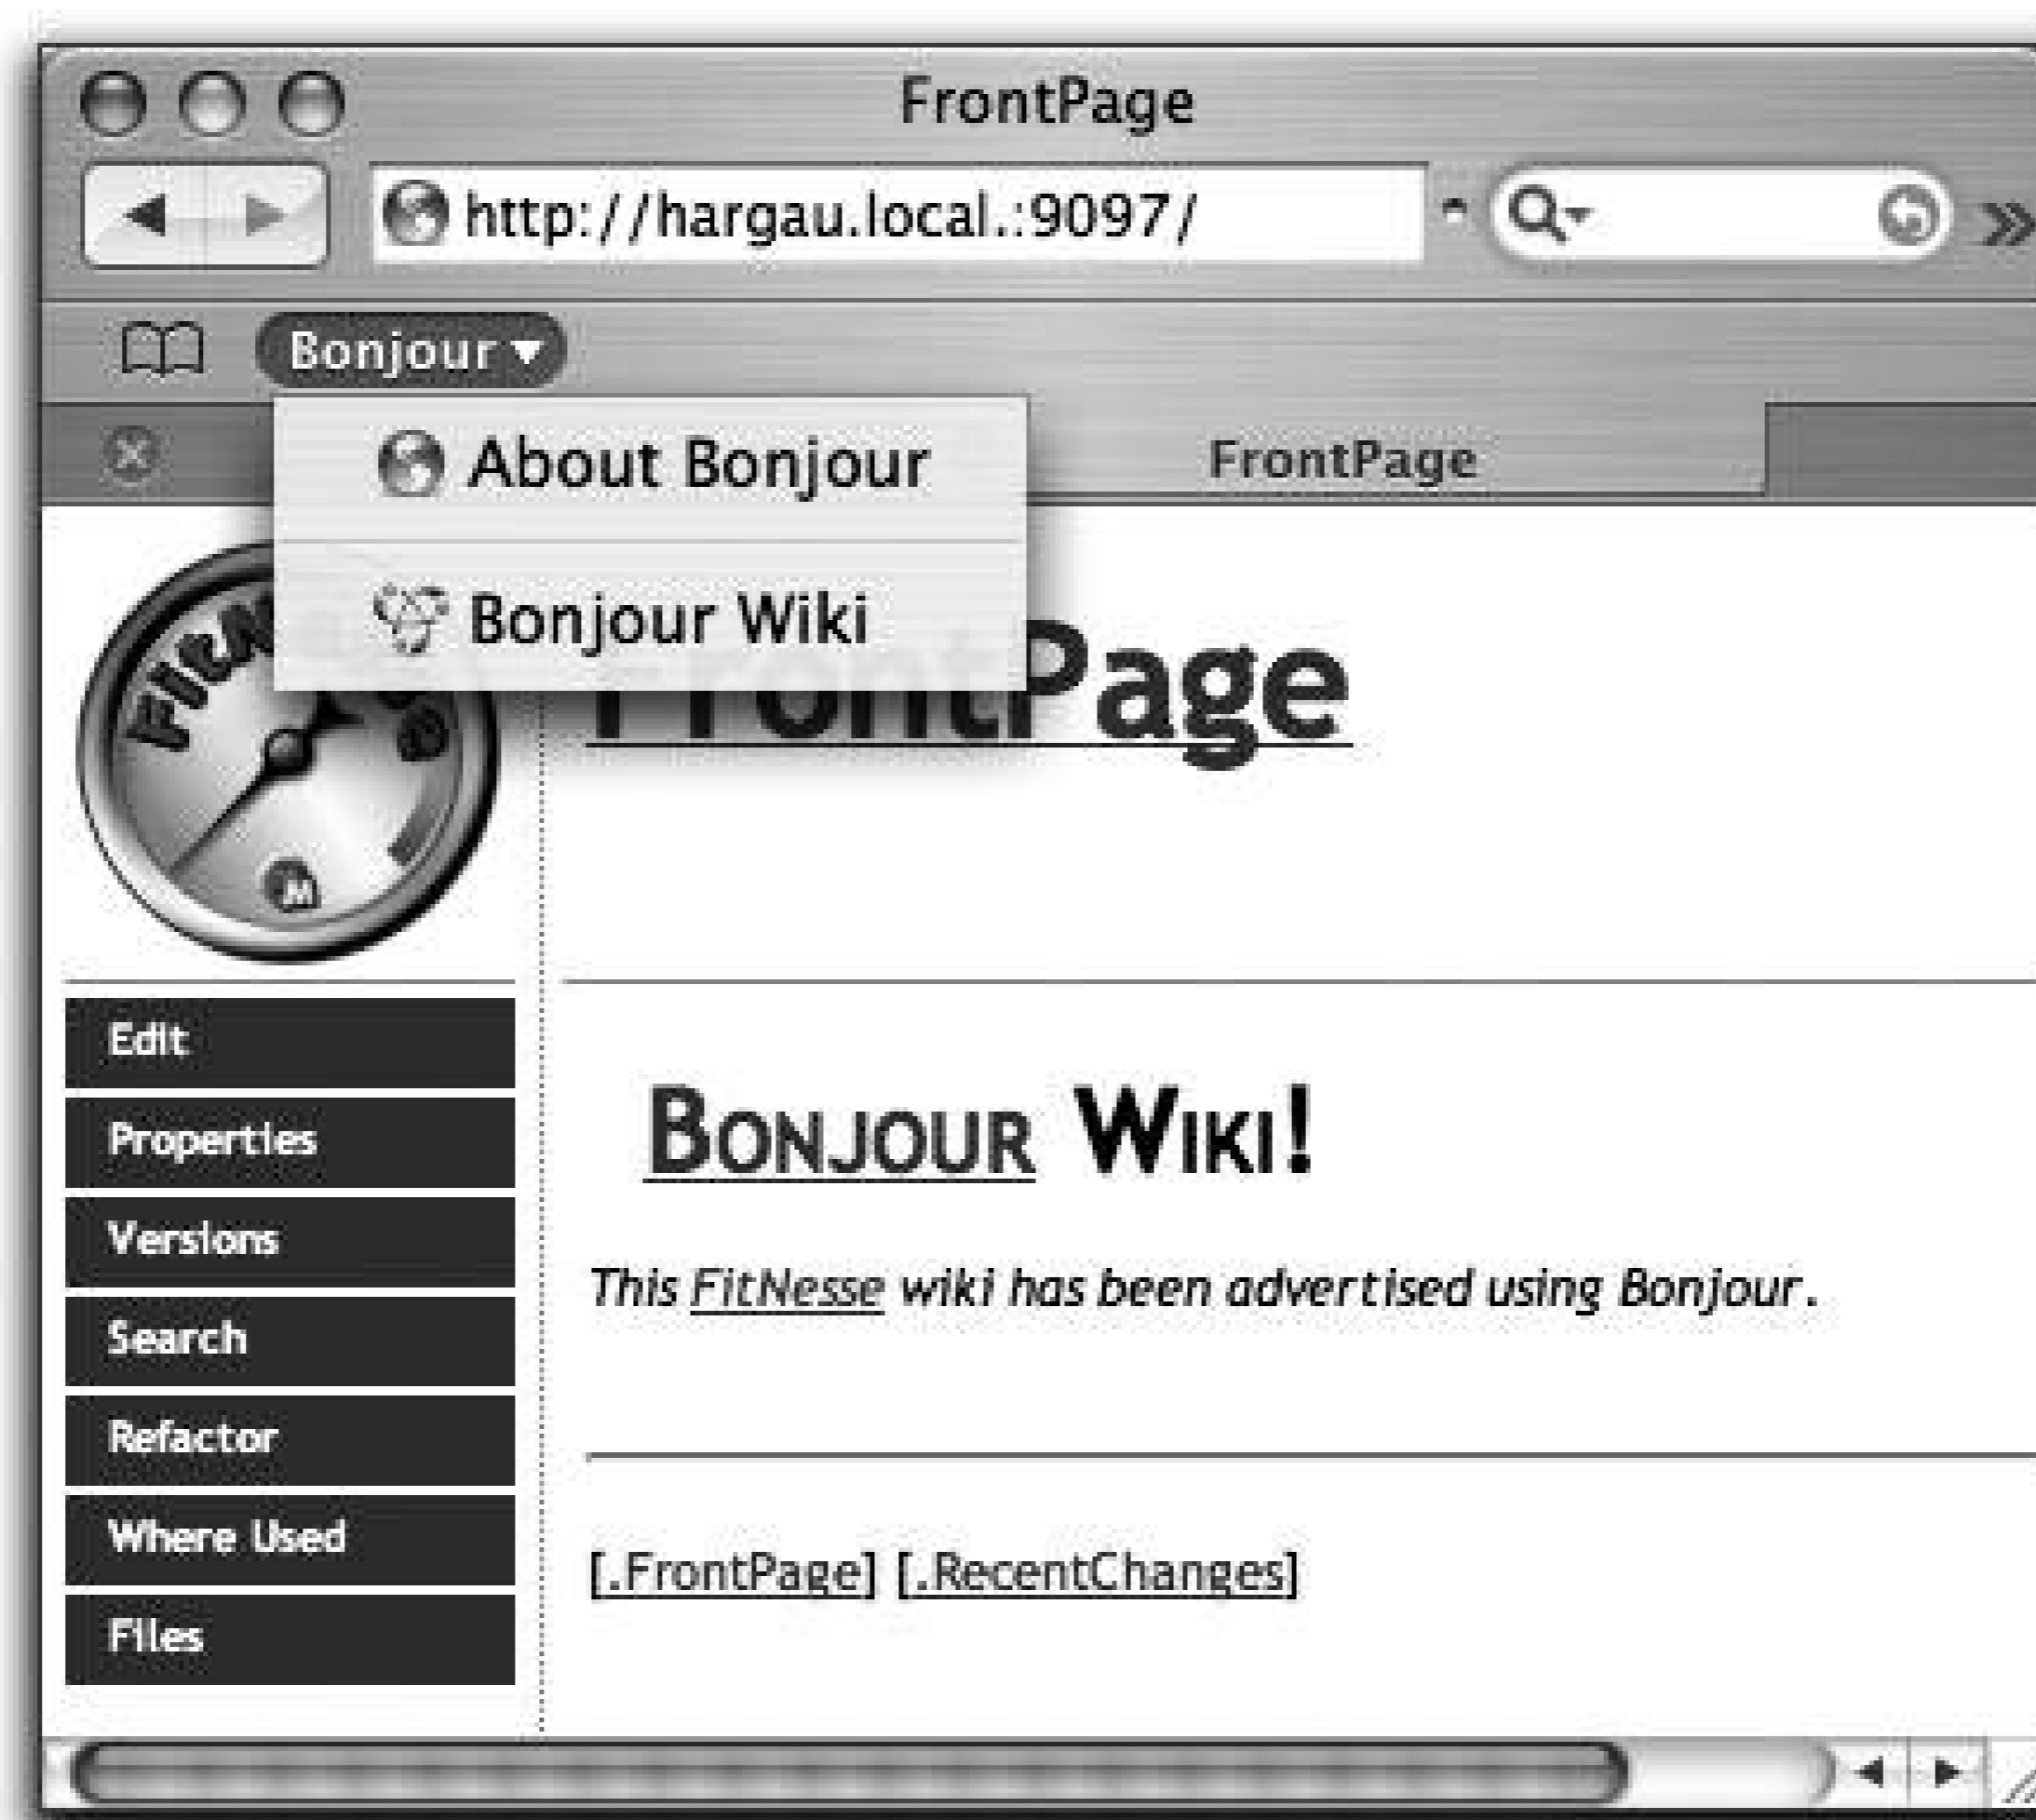 FrontPage
http://hargau.local.:9097/
Bonjour
About Bonjour
FrontPage
Bonjour Wiki
FrontPage
Edit
Properties
Versions
Search
Refactor
Where Used
Files
BONJOUR WIKI!
This FitNesse wiki has been advertised using Bonjour.
[.FrontPage] [.RecentChanges]